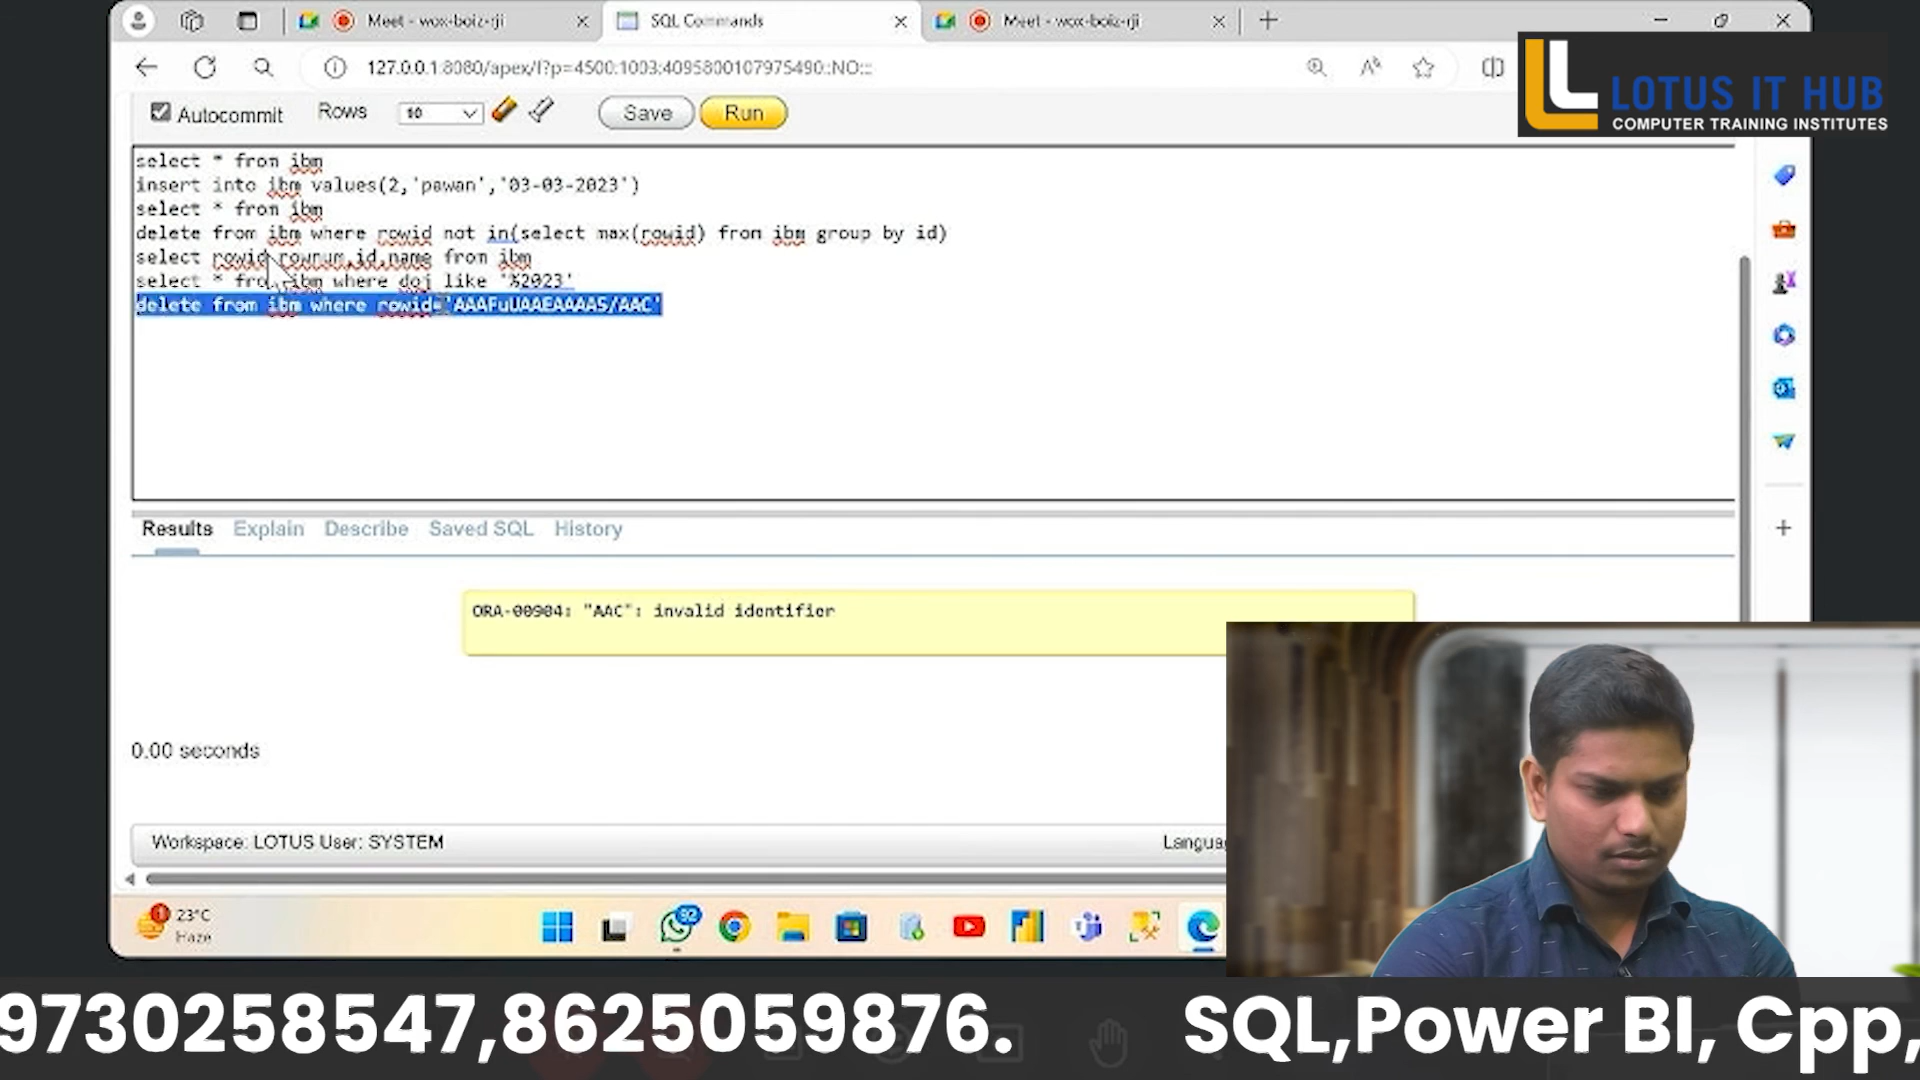 Meet - wox-boiz-rji
SQL Commands
Meet - wox-boiz-rji
127.0.0.1:8080/apex/f?p=4500:1003:4095800107975490::NO:::
LOTUS IT HUB
COMPUTER TRAINING INSTITUTES
Autocommit Rows 10 Save Run
select * from ibm
insert into ibm values(2,'pawan','03-03-2023')
select * from ibm
delete from ibm where rowid not in(select max(rowid) from ibm group by id)
select rowid,rownum,id,name from ibm
select * from ibm where doj like '%2023'
delete from ibm where rowid='AAAFuUAAEAAAAS/AAC'
Results Explain Describe Saved SQL History
ORA-00904: "AAC": invalid identifier
0.00 seconds
Workspace: LOTUS User: SYSTEM
1
23°C
Haze
92
9730258547,8625059876. SQL,Power BI, Cpp,